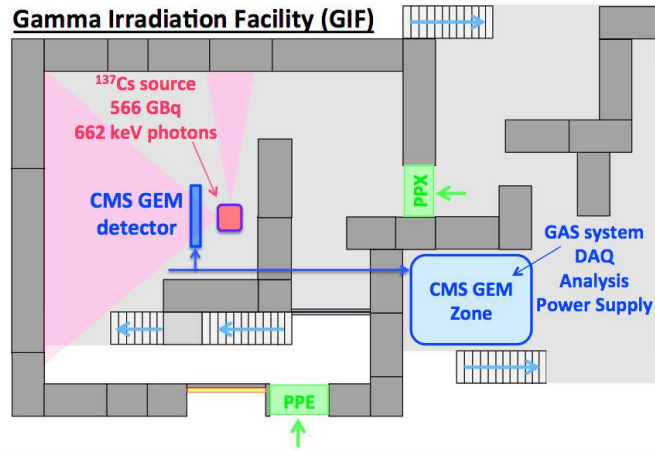 Gamma Irradiation Facility (GIF)
¹³⁷Cs source
566 GBq
662 keV photons
CMS GEM
detector
PPX
GAS system
DAQ
Analysis
Power Supply
CMS GEM
Zone
PPE